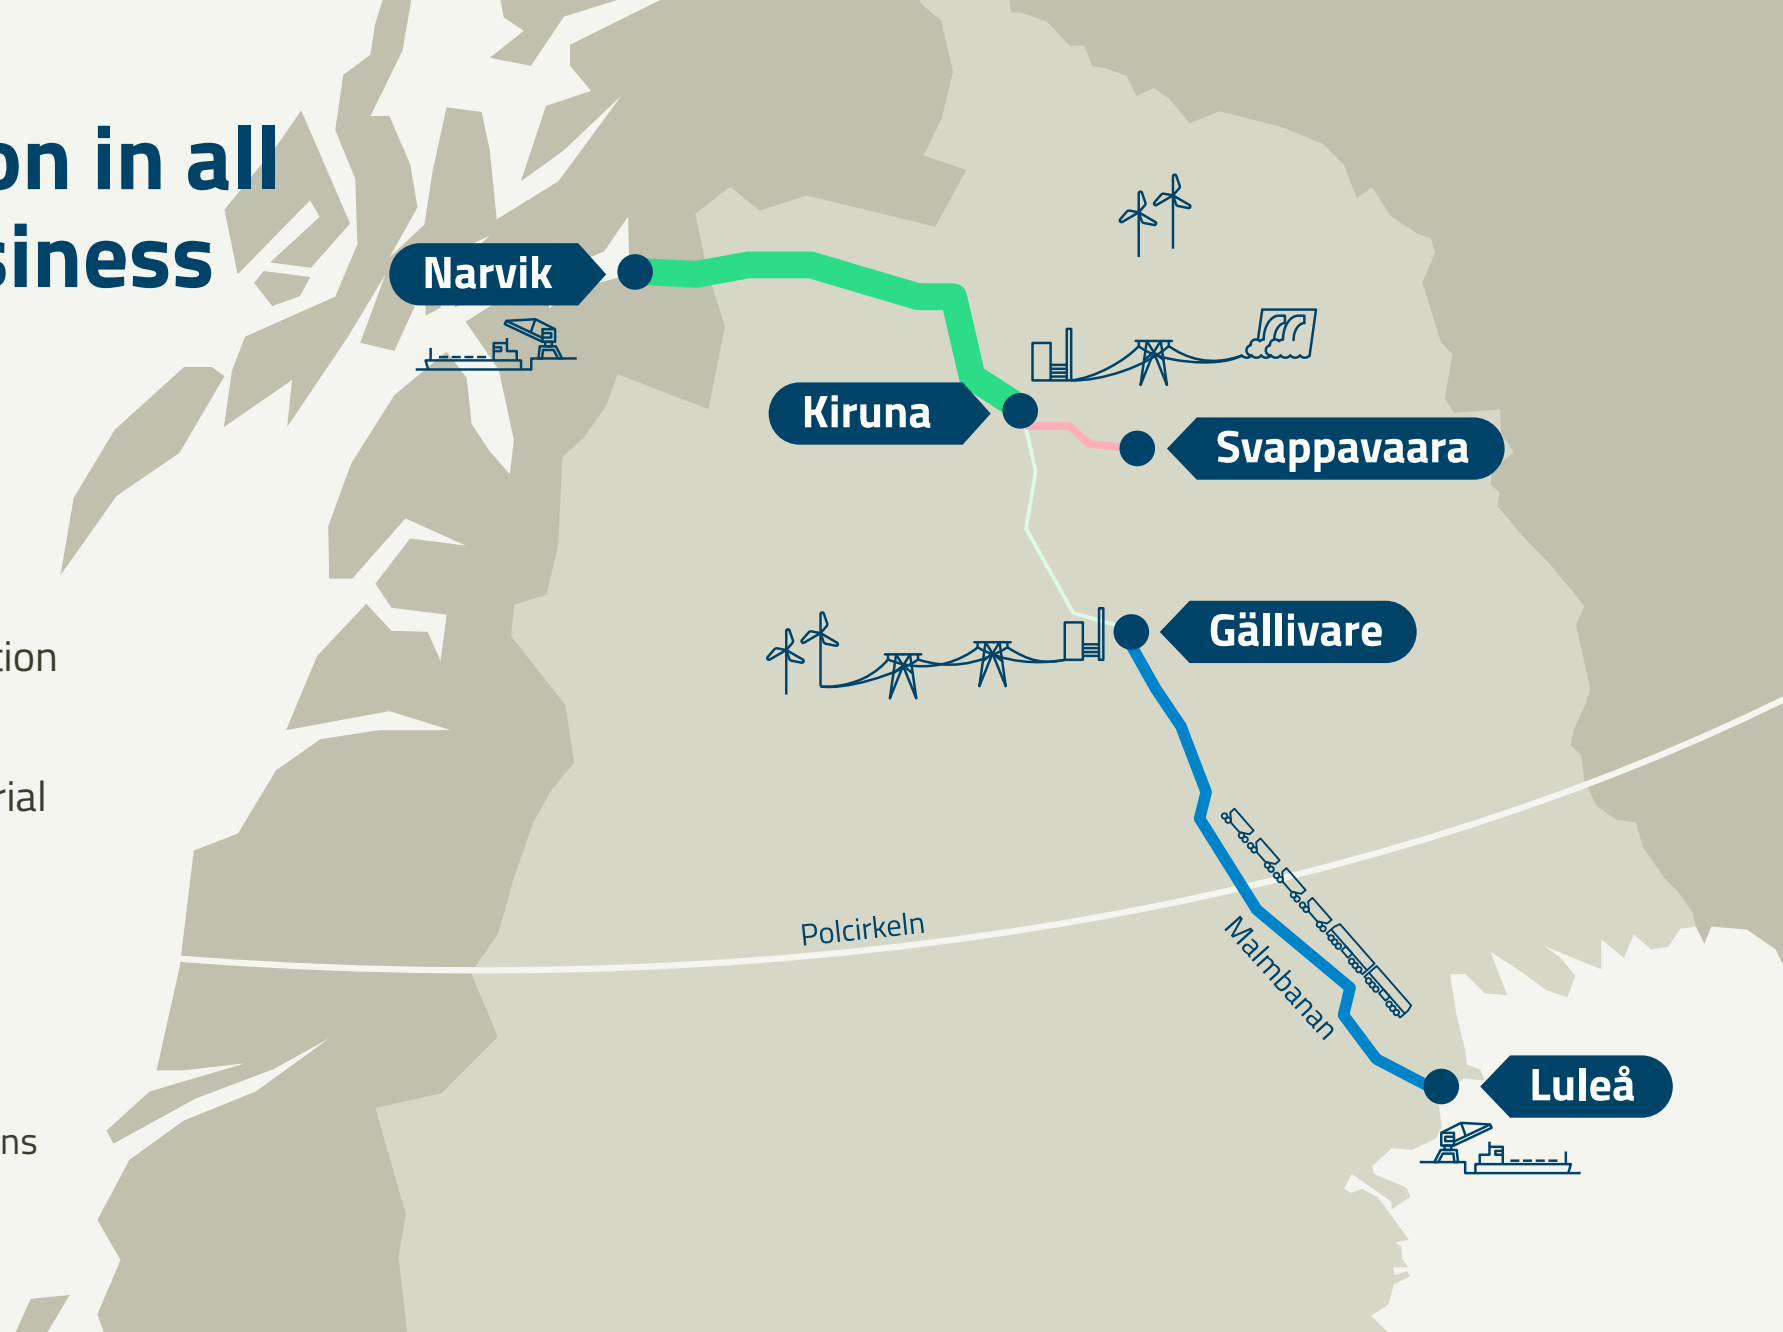 on in all
siness
Narvik
Kiruna
Svappavaara
tion
Gällivare
rial
Polcirkeln
Malmbanan
Luleå
ns